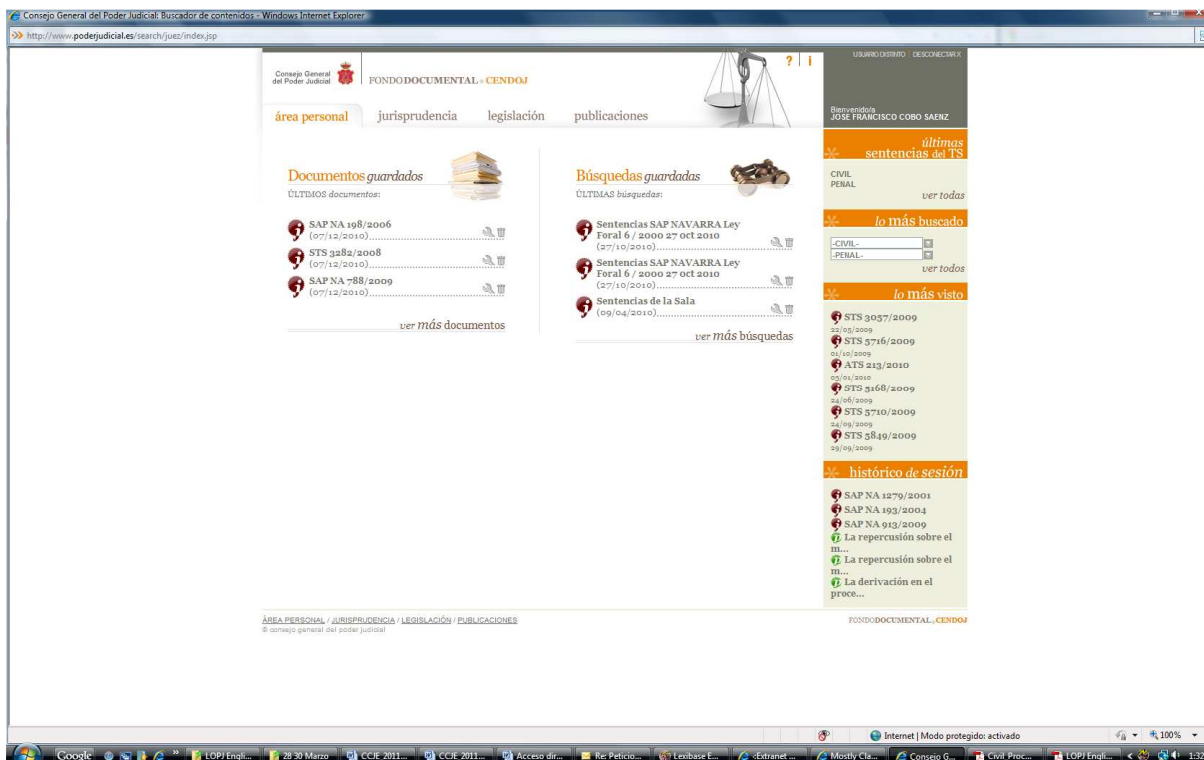 Consejo General del Poder Judicial: Buscador de contenidos - Windows Internet Explorer
http://www.poderjudicial.es/search/juez/index.jsp
Consejo General
del Poder Judicial
FONDODOCUMENTAL CENDOJ
? | i
USUARIO DISTINTO | DESCONECTAR X
Bienvenido/a
JOSE FRANCISCO COBO SAENZ
área personal
jurisprudencia
legislación
publicaciones
Documentos guardados
ÚLTIMOS documentos:
SAP NA 198/2006
(07/12/2010)
STS 3282/2008
(07/12/2010)
SAP NA 788/2009
(07/12/2010)
ver más documentos
Búsquedas guardadas
ÚLTIMAS búsquedas:
Sentencias SAP NAVARRA Ley
Foral 6 / 2000 27 oct 2010
(27/10/2010)
Sentencias SAP NAVARRA Ley
Foral 6 / 2000 27 oct 2010
(27/10/2010)
Sentencias de la Sala
(09/04/2010)
ver más búsquedas
últimas
sentencias del TS
CIVIL
PENAL
ver todas
lo más buscado
-CIVIL-
-PENAL-
ver todos
lo más visto
STS 3057/2009
22/05/2009
STS 5716/2009
01/10/2009
ATS 213/2010
05/01/2010
STS 5168/2009
24/06/2009
STS 5710/2009
24/09/2009
STS 5849/2009
29/09/2009
histórico de sesión
SAP NA 1279/2001
SAP NA 193/2004
SAP NA 913/2009
La repercusión sobre el
m...
La repercusión sobre el
m...
La derivación en el
proce...
ÁREA PERSONAL / JURISPRUDENCIA / LEGISLACIÓN / PUBLICACIONES
© consejo general del poder judicial
FONDODOCUMENTAL CENDOJ
Internet | Modo protegido: activado
100%
Google
LOPJ Engli...
28 30 Marzo
CCJE 2011...
CCJE 2011...
Acceso dir...
Re: Peticio...
Lexibase E...
<Extranet ...
Mostly Cla...
Consejo G...
Civil_Proc...
LOPJ Engli...